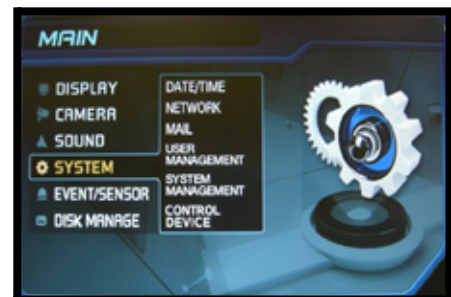 MAIN
DISPLAY
CAMERA
SOUND
SYSTEM
EVENT/SENSOR
DISK MANAGE
DATE/TIME
NETWORK
MAIL
USER
MANAGEMENT
SYSTEM
MANAGEMENT
CONTROL
DEVICE